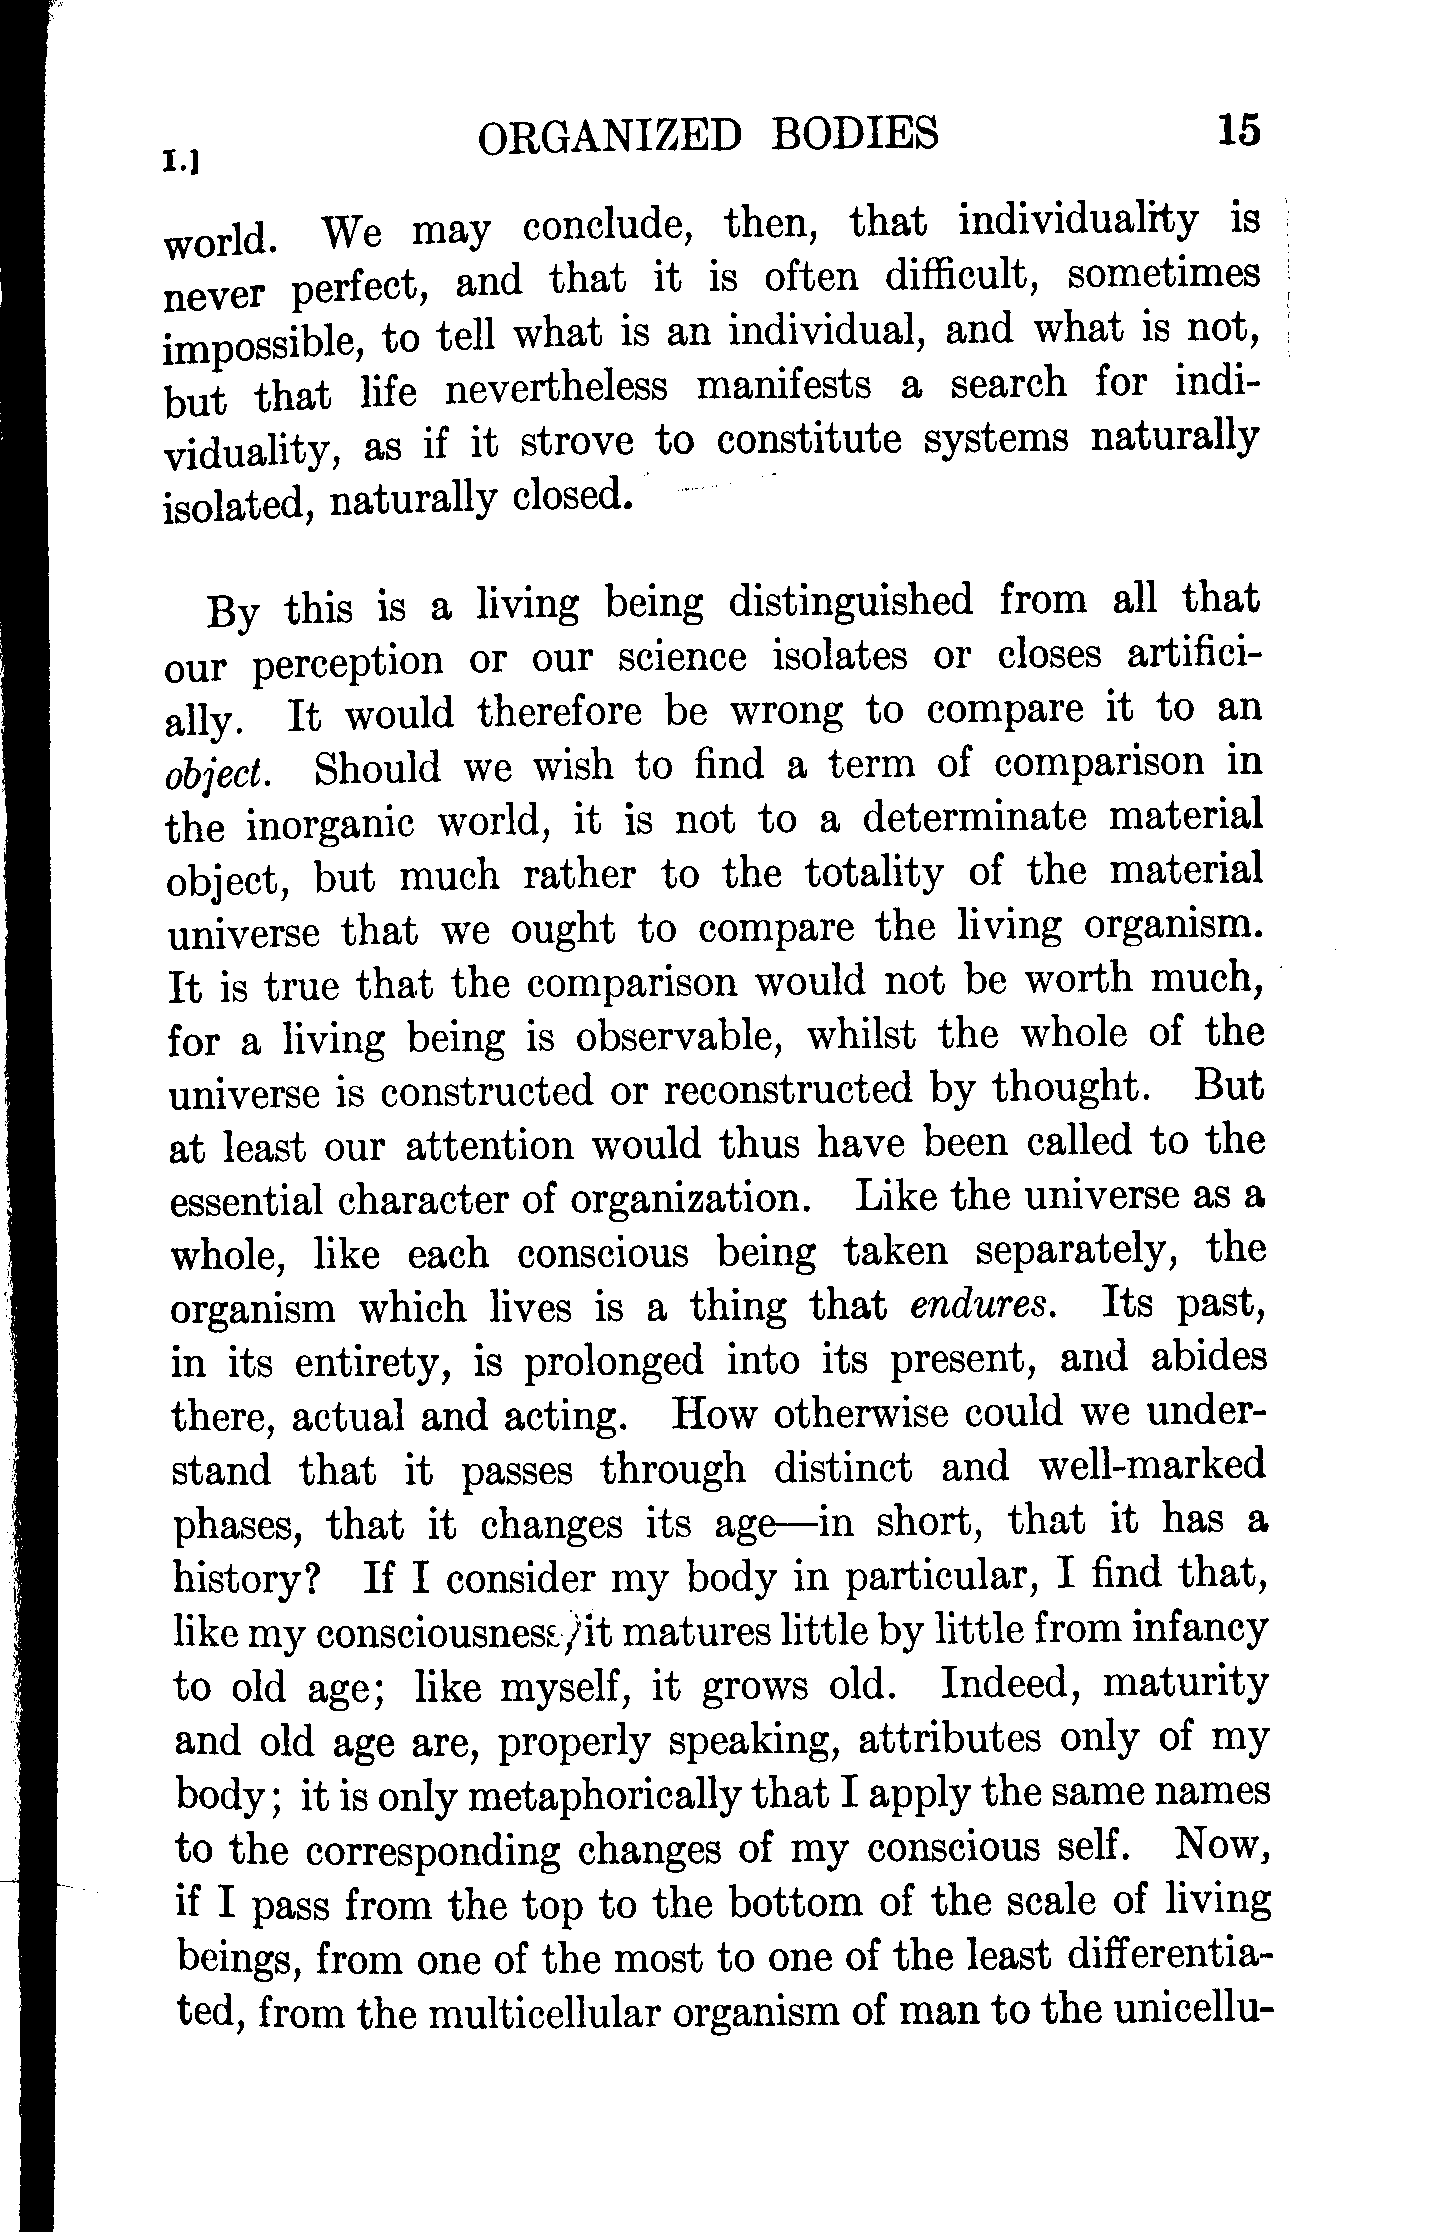 I.] ORGANIZED BODIES 15
world. We may conclude, then, that individuality is
never perfect, and that it is often difficult, sometimes
impossible, to tell what is an individual, and what is not,
but that life nevertheless manifests a search for indi-
viduality, as if it strove to constitute systems naturally
isolated, naturally closed.
By this is a living being distinguished from all that
our perception or our science isolates or closes artifici-
ally. It would therefore be wrong to compare it to an
object. Should we wish to find a term of comparison in
the inorganic world, it is not to a determinate material
object, but much rather to the totality of the material
universe that we ought to compare the living organism.
It is true that the comparison would not be worth much,
for a living being is observable, whilst the whole of the
universe is constructed or reconstructed by thought. But
at least our attention would thus have been called to the
essential character of organization. Like the universe as a
whole, like each conscious being taken separately, the
organism which lives is a thing that endures. Its past,
in its entirety, is prolonged into its present, and abides
there, actual and acting. How otherwise could we under-
stand that it passes through distinct and well-marked
phases, that it changes its age—in short, that it has a
history? If I consider my body in particular, I find that,
like my consciousness, it matures little by little from infancy
to old age; like myself, it grows old. Indeed, maturity
and old age are, properly speaking, attributes only of my
body; it is only metaphorically that I apply the same names
to the corresponding changes of my conscious self. Now,
if I pass from the top to the bottom of the scale of living
beings, from one of the most to one of the least differentia-
ted, from the multicellular organism of man to the unicellu-